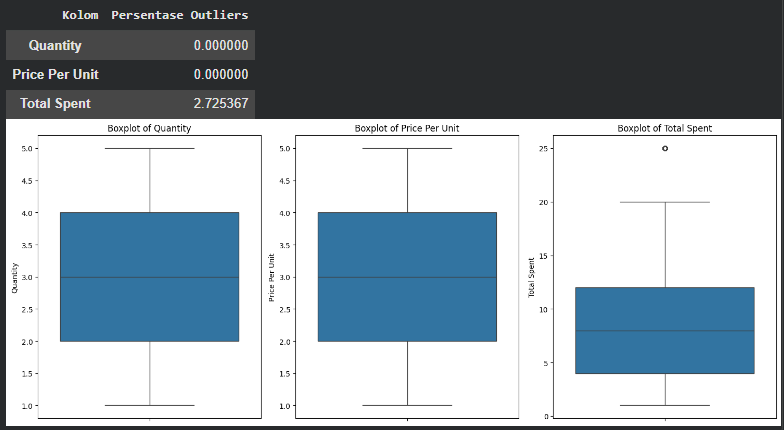 Kolom Persentase Outliers
Quantity 0.000000
Price Per Unit 0.000000
Total Spent 2.725367
Boxplot of Quantity
5.0
4.5
4.0
3.5
3.0
2.5
2.0
1.5
1.0
Quantity
Boxplot of Price Per Unit
5.0
4.5
4.0
3.5
3.0
2.5
2.0
1.5
1.0
Price Per Unit
Boxplot of Total Spent
25
20
15
10
5
0
Total Spent